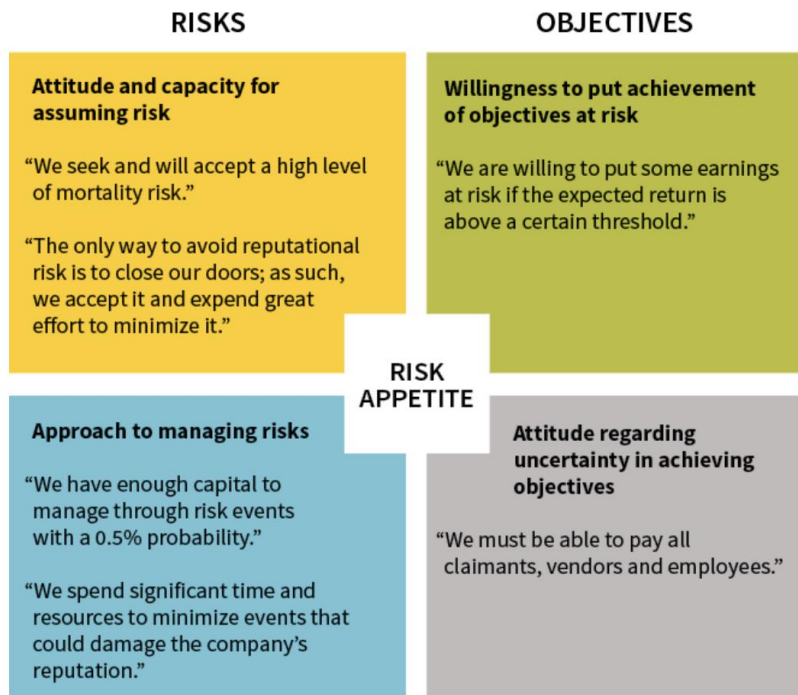 RISKS
OBJECTIVES
Attitude and capacity for
assuming risk
“We seek and will accept a high level
of mortality risk.”
“The only way to avoid reputational
risk is to close our doors; as such,
we accept it and expend great
effort to minimize it.”
Willingness to put achievement
of objectives at risk
“We are willing to put some earnings
at risk if the expected return is
above a certain threshold.”
RISK
APPETITE
Approach to managing risks
“We have enough capital to
manage through risk events
with a 0.5% probability.”
“We spend significant time and
resources to minimize events that
could damage the company’s
reputation.”
Attitude regarding
uncertainty in achieving
objectives
“We must be able to pay all
claimants, vendors and employees.”